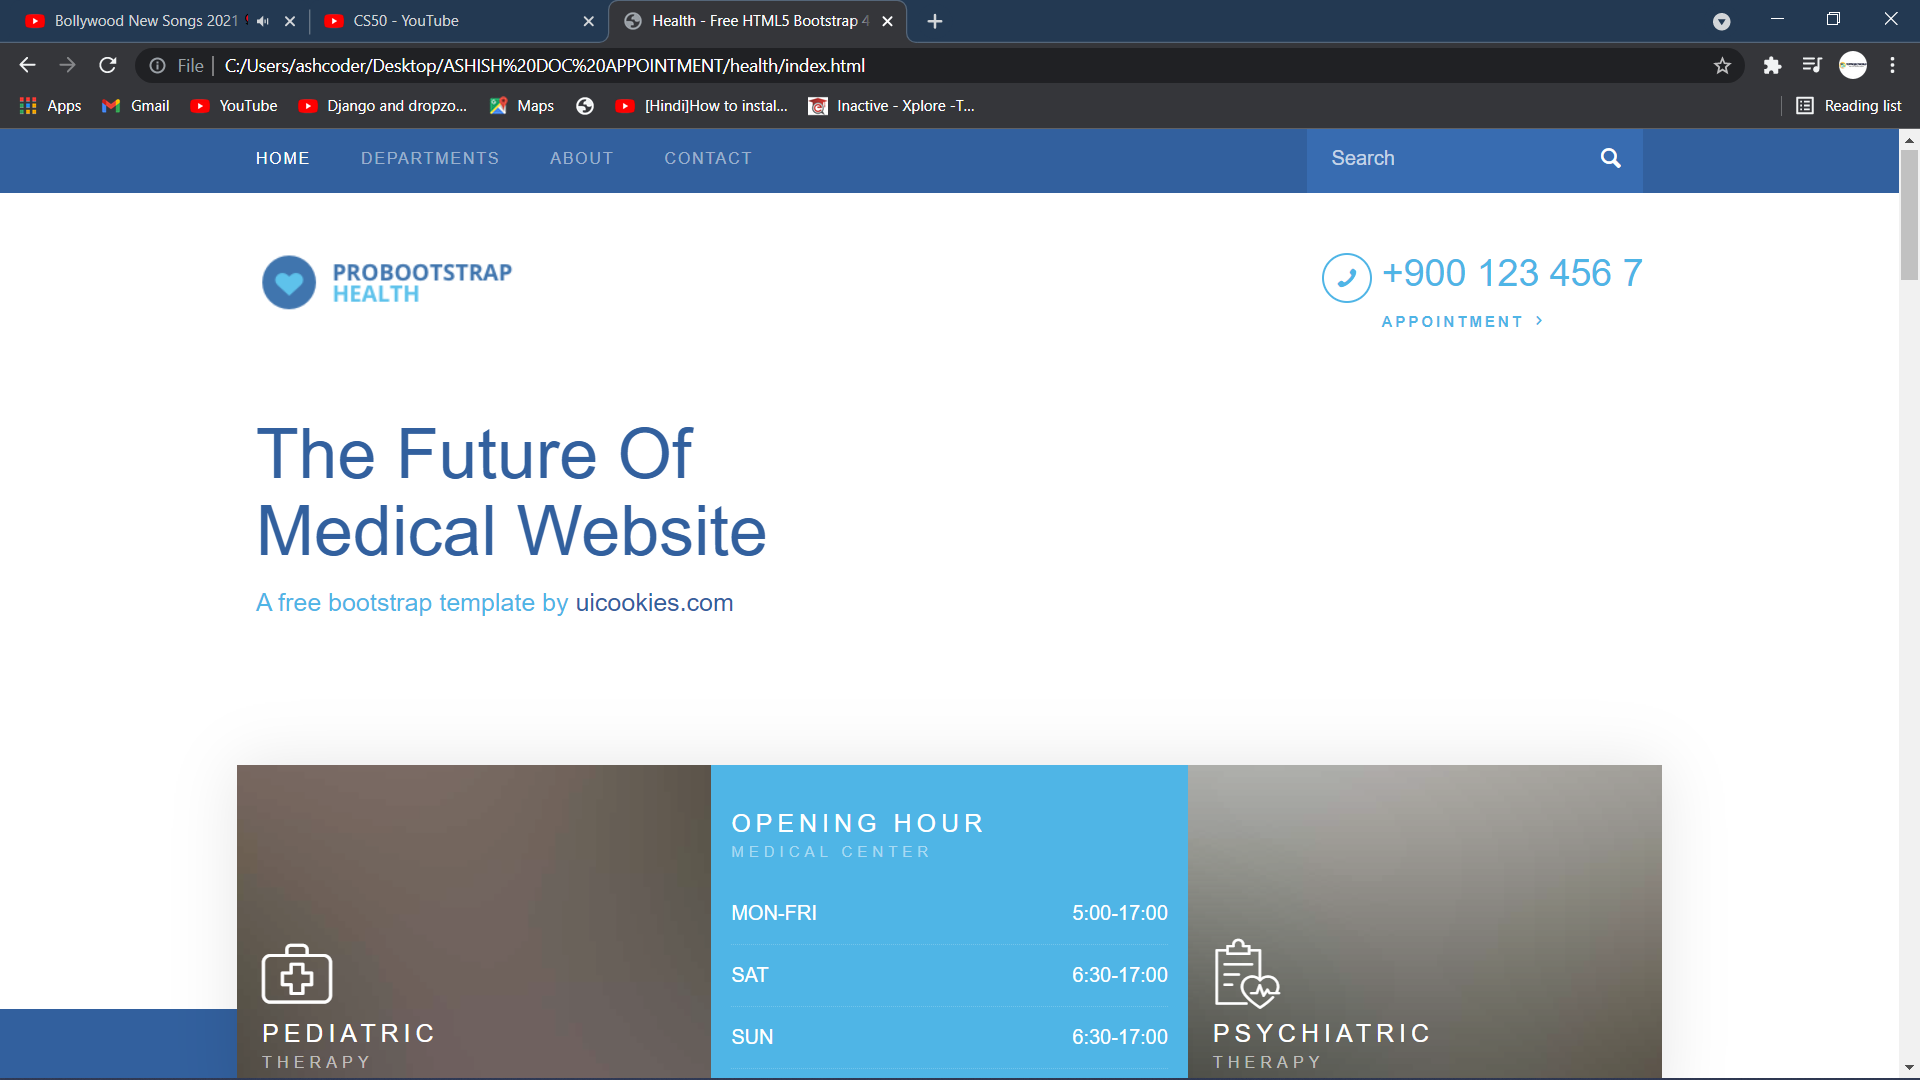 Bollywood New Songs 2021
CS50 - YouTube
Health - Free HTML5 Bootstrap 4
File
C:/Users/ashcoder/Desktop/ASHISH%20DOC%20APPOINTMENT/health/index.html
Apps
Gmail
YouTube
Django and dropzo...
Maps
[Hindi]How to instal...
Inactive - Xplore -T...
Reading list
HOME
DEPARTMENTS
ABOUT
CONTACT
Search
PROBOOTSTRAP
HEALTH
+900 123 456 7
APPOINTMENT >
The Future Of
Medical Website
A free bootstrap template by uicookies.com
PEDIATRIC
THERAPY
OPENING HOUR
MEDICAL CENTER
MON-FRI 5:00-17:00
SAT 6:30-17:00
SUN 6:30-17:00
PSYCHIATRIC
THERAPY